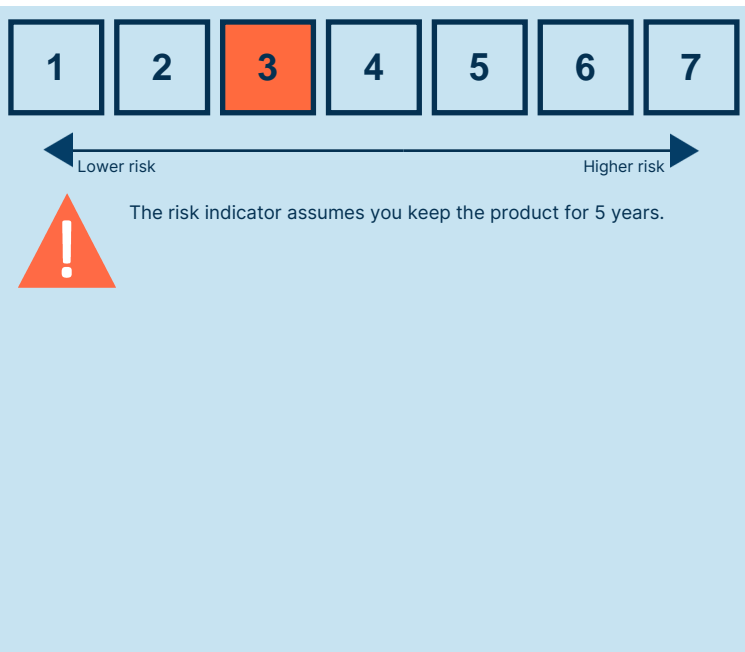 1 2 3 4 5 6 7
Lower risk Higher risk
The risk indicator assumes you keep the product for 5 years.
!